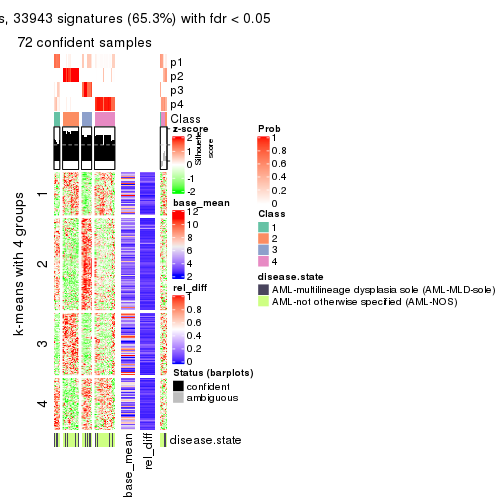 s, 33943 signatures (65.3%) with fdr < 0.05
72 confident samples
p1
p2
p3
p4
Class
z-score
2
1
0
-1
-2
Silhouette
score
base_mean
12
10
8
6
4
2
rel_diff
1
0.8
0.6
0.4
0.2
0
Status (barplots)
confident
ambiguous
Prob
1
0.8
0.6
0.4
0.2
0
Class
1
2
3
4
disease.state
AML-multilineage dysplasia sole (AML-MLD-sole)
AML-not otherwise specified (AML-NOS)
k-means with 4 groups
1
2
3
4
disease.state
base_mean
rel_diff